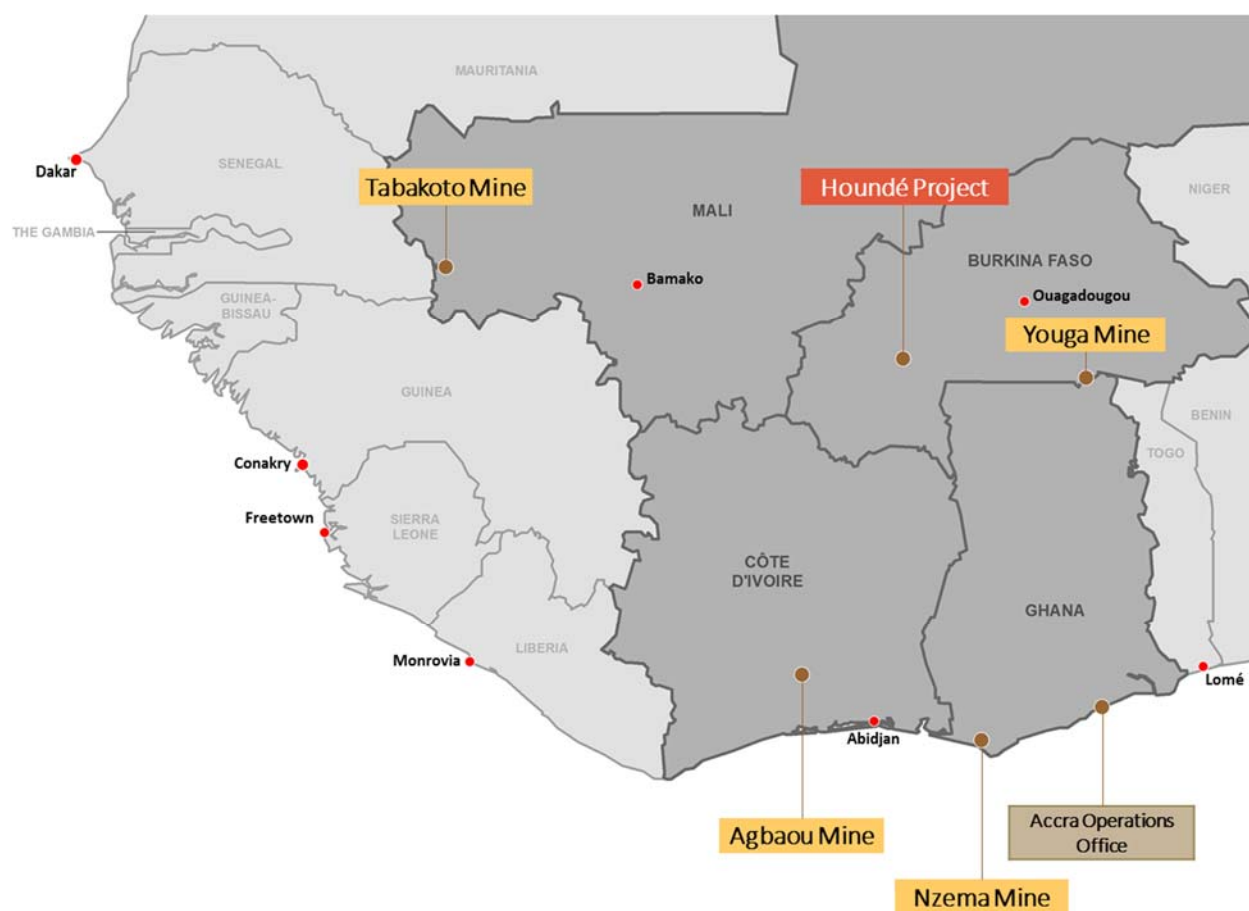 MAURITANIA
Dakar
SENEGAL
Tabakoto Mine
Houndé Project
NIGER
MALI
THE GAMBIA
BURKINA FASO
Bamako
Ouagadougou
GUINEA-
BISSAU
Youga Mine
GUINEA
BENIN
TOGO
Conakry
Freetown
SIERRA
LEONE
CÔTE
D'IVOIRE
GHANA
LIBERIA
Monrovia
Lomé
Abidjan
Agbaou Mine
Accra Operations
Office
Nzema Mine